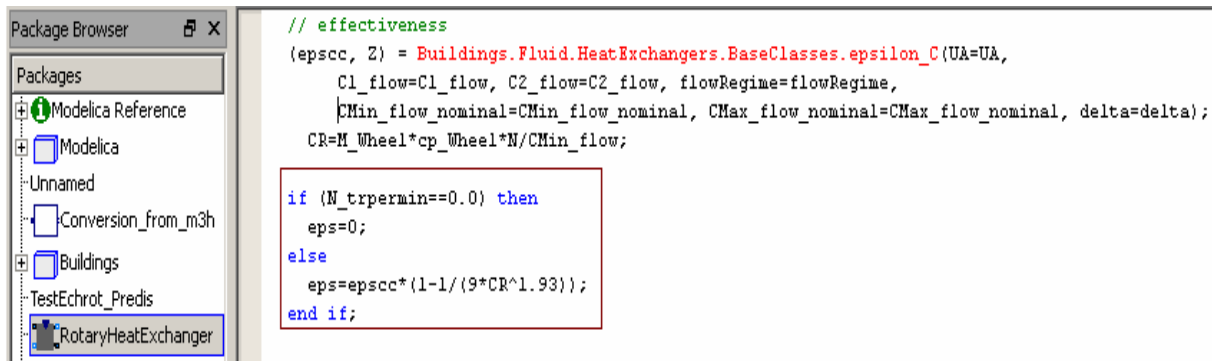 Package Browser
Packages
Modelica Reference
Modelica
Unnamed
Conversion_from_m3h
Buildings
TestEchrot_Predis
RotaryHeatExchanger
// effectiveness
(epscc, Z) = Buildings.Fluid.HeatExchangers.BaseClasses.epsilon_C(UA=UA,
C1_flow=C1_flow, C2_flow=C2_flow, flowRegime=flowRegime,
CMin_flow_nominal=CMin_flow_nominal, CMax_flow_nominal=CMax_flow_nominal, delta=delta);
CR=M_Wheel*cp_Wheel*N/CMin_flow;
if (N_trpermin==0.0) then
eps=0;
else
eps=epscc*(1-1/(9*CR^1.93));
end if;